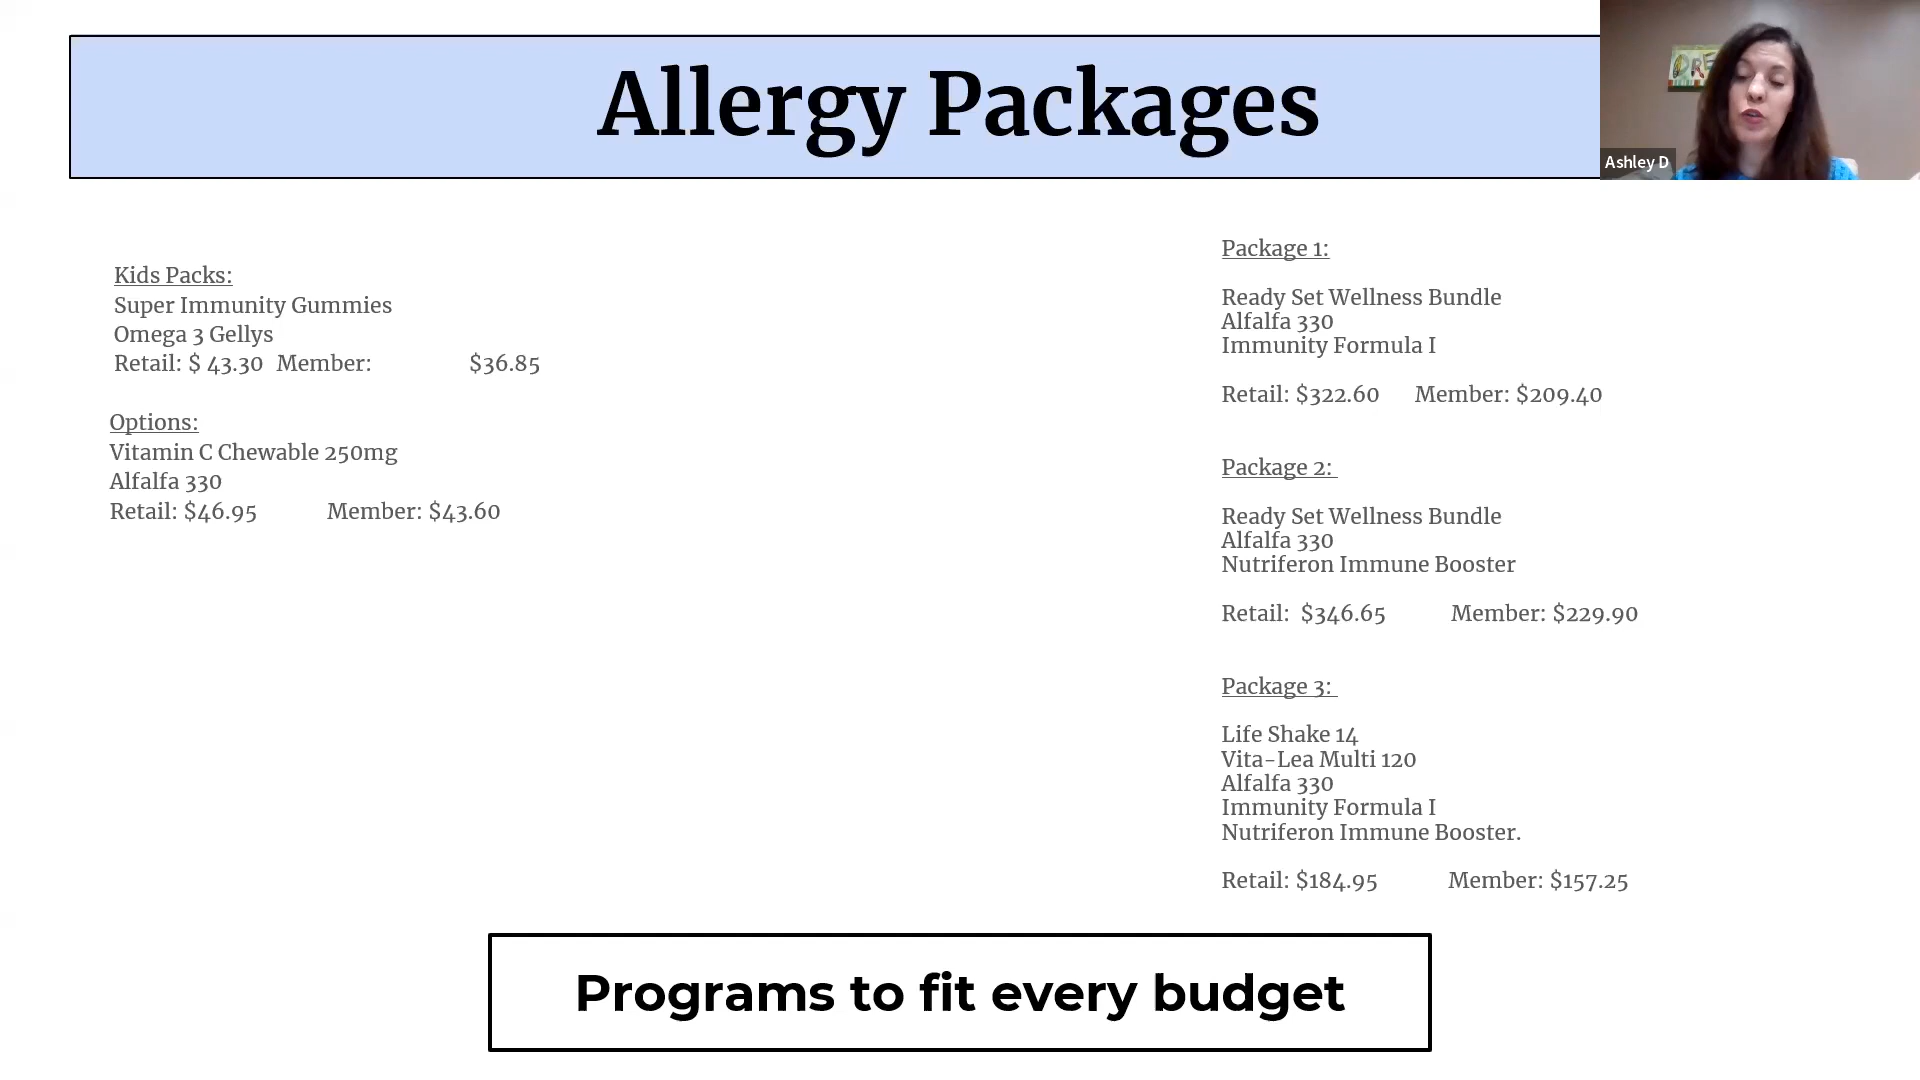 Allergy Packages
Ashley D
Kids Packs:
Super Immunity Gummies
Omega 3 Gellys
Retail: $ 43.30 Member: $36.85
Options:
Vitamin C Chewable 250mg
Alfalfa 330
Retail: $46.95 Member: $43.60
Package 1:
Ready Set Wellness Bundle
Alfalfa 330
Immunity Formula I
Retail: $322.60 Member: $209.40
Package 2:
Ready Set Wellness Bundle
Alfalfa 330
Nutriferon Immune Booster
Retail: $346.65 Member: $229.90
Package 3:
Life Shake 14
Vita-Lea Multi 120
Alfalfa 330
Immunity Formula I
Nutriferon Immune Booster.
Retail: $184.95 Member: $157.25
Programs to fit every budget